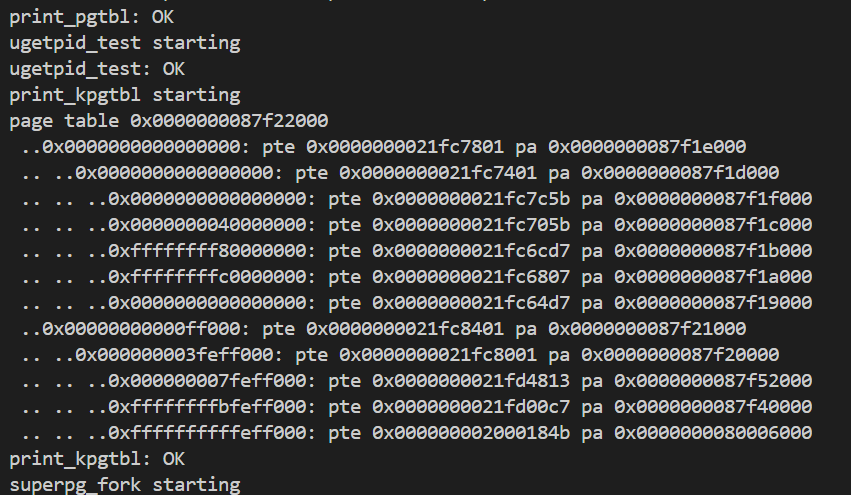 print_pgtbl: OK
ugetpid_test starting
ugetpid_test: OK
print_kpgtbl starting
page table 0x0000000087f22000
..0x0000000000000000: pte 0x0000000021fc7801 pa 0x0000000087f1e000
.. ..0x0000000000000000: pte 0x0000000021fc7401 pa 0x0000000087f1d000
.. .. ..0x0000000000000000: pte 0x0000000021fc7c5b pa 0x0000000087f1f000
.. .. ..0x0000000040000000: pte 0x0000000021fc705b pa 0x0000000087f1c000
.. .. ..0xffffffff80000000: pte 0x0000000021fc6cd7 pa 0x0000000087f1b000
.. .. ..0xffffffffc0000000: pte 0x0000000021fc6807 pa 0x0000000087f1a000
.. .. ..0x0000000000000000: pte 0x0000000021fc64d7 pa 0x0000000087f19000
..0x00000000000ff000: pte 0x0000000021fc8401 pa 0x0000000087f21000
.. ..0x000000003feff000: pte 0x0000000021fc8001 pa 0x0000000087f20000
.. .. ..0x000000007feff000: pte 0x0000000021fd4813 pa 0x0000000087f52000
.. .. ..0xffffffffbfeff000: pte 0x0000000021fd00c7 pa 0x0000000087f40000
.. .. ..0xffffffffffeff000: pte 0x000000002000184b pa 0x0000000080006000
print_kpgtbl: OK
superpg_fork starting